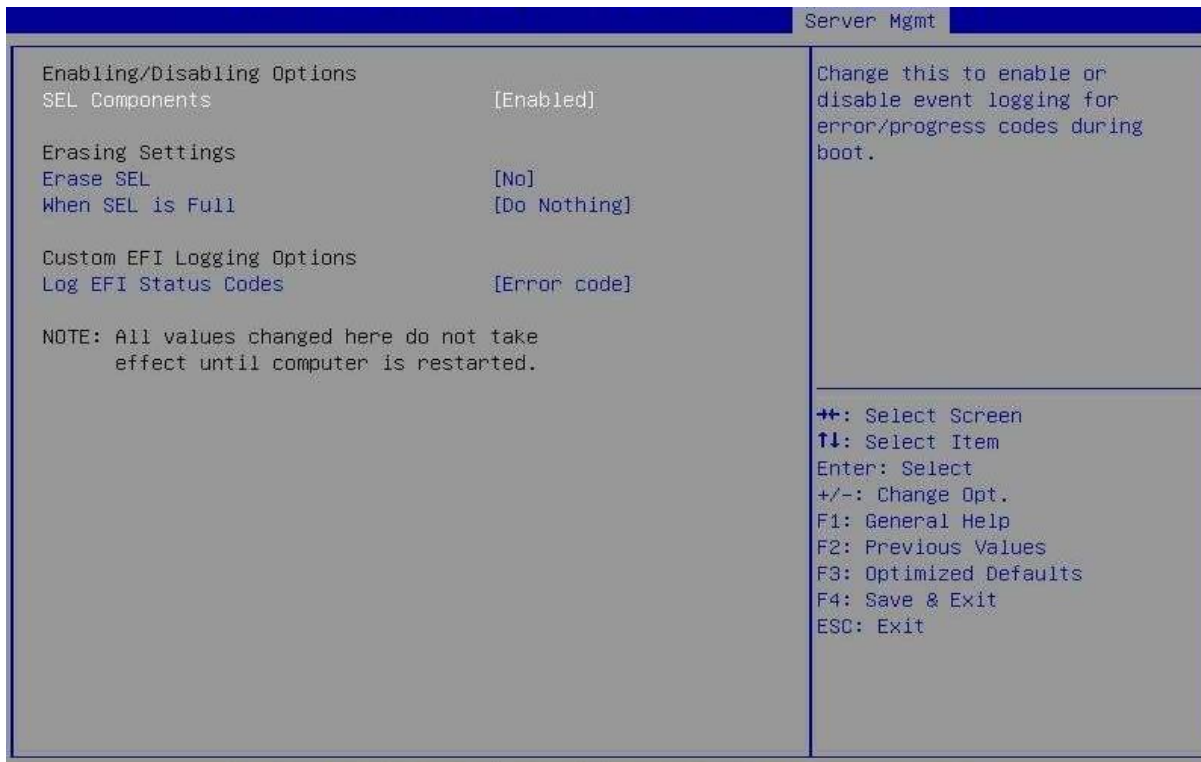 Server Mgmt
Enabling/Disabling Options
SEL Components [Enabled]
Erasing Settings
Erase SEL [No]
When SEL is Full [Do Nothing]
Custom EFI Logging Options
Log EFI Status Codes [Error code]
NOTE: All values changed here do not take
effect until computer is restarted.
Change this to enable or
disable event logging for
error/progress codes during
boot.
→←: Select Screen
↑↓: Select Item
Enter: Select
+/-: Change Opt.
F1: General Help
F2: Previous Values
F3: Optimized Defaults
F4: Save & Exit
ESC: Exit